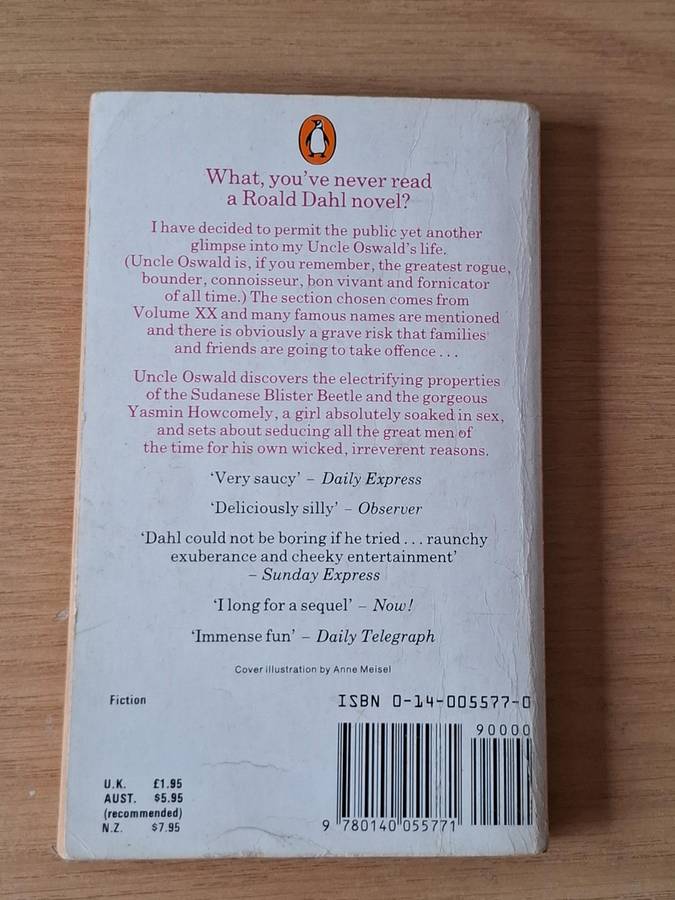 What, you've never read
a Roald Dahl novel?
I have decided to permit the public yet another
glimpse into my Uncle Oswald's life.
(Uncle Oswald is, if you remember, the greatest rogue,
bounder, connoisseur, bon vivant and fornicator
of all time.) The section chosen comes from
Volume XX and many famous names are mentioned
and there is obviously a grave risk that families
and friends are going to take offence . . .
Uncle Oswald discovers the electrifying properties
of the Sudanese Blister Beetle and the gorgeous
Yasmin Howcomely, a girl absolutely soaked in sex,
and sets about seducing all the great men of
the time for his own wicked, irreverent reasons.
'Very saucy' – Daily Express
'Deliciously silly' – Observer
'Dahl could not be boring if he tried . . . raunchy
exuberance and cheeky entertainment'
– Sunday Express
'I long for a sequel' – Now!
'Immense fun' – Daily Telegraph
Cover illustration by Anne Meisel
Fiction
ISBN 0-14-005577-0
90000
U.K. £1.95
AUST. $5.95
(recommended)
N.Z. $7.95
9 780140 055771